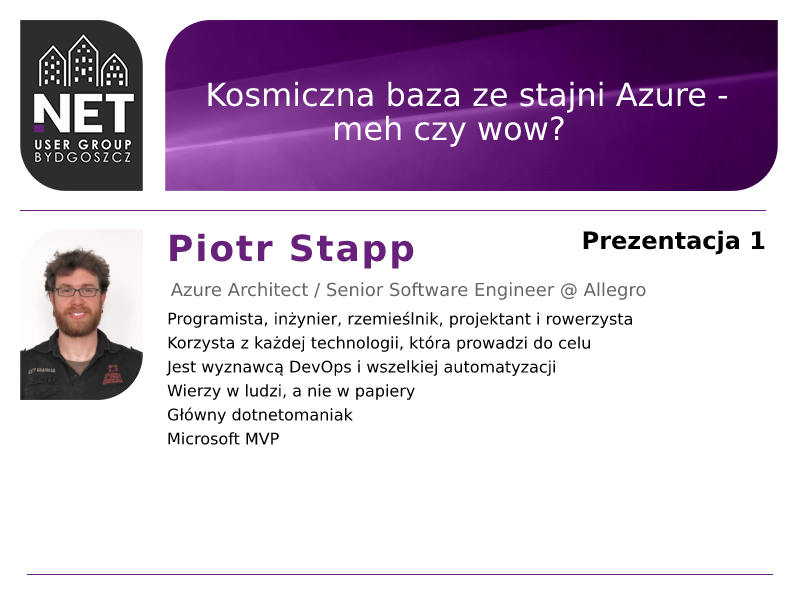 .NET
USER GROUP
BYDGOSZCZ
Kosmiczna baza ze stajni Azure -
meh czy wow?
Piotr Stapp
Prezentacja 1
Azure Architect / Senior Software Engineer @ Allegro
Programista, inżynier, rzemieślnik, projektant i rowerzysta
Korzysta z każdej technologii, która prowadzi do celu
Jest wyznawcą DevOps i wszelkiej automatyzacji
Wierzy w ludzi, a nie w papiery
Główny dotnetomaniak
Microsoft MVP